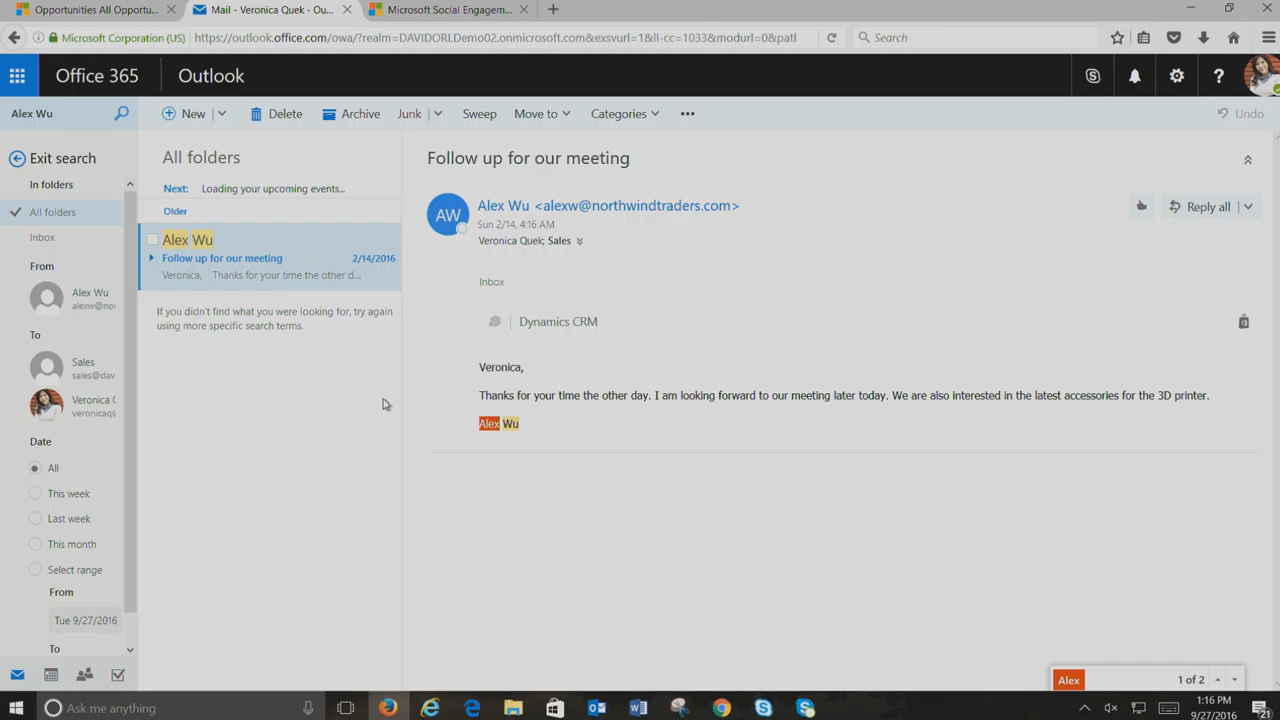 Opportunities All Opportu...
Mail - Veronica Quek - Ou...
Microsoft Social Engagem...
Microsoft Corporation (US)
https://outlook.office.com/owa/?realm=DAVIDORLDemo02.onmicrosoft.com&exsvurl=1&ll-cc=1033&modurl=0&patl
Search
Office 365
Outlook
Alex Wu
New
Delete
Archive
Junk
Sweep
Move to
Categories
Undo
Exit search
In folders
All folders
Inbox
From
Alex Wu
alexw@no
To
Sales
sales@dav
Veronica
veronicaq
Date
All
This week
Last week
This month
Select range
From
Tue 9/27/2016
To
All folders
Next: Loading your upcoming events...
Older
Alex Wu
Follow up for our meeting 2/14/2016
Veronica, Thanks for your time the other d...
If you didn't find what you were looking for, try again
using more specific search terms.
Follow up for our meeting
AW
Alex Wu <alexw@northwindtraders.com>
Sun 2/14, 4:16 AM
Veronica Quek; Sales
Reply all
Inbox
Dynamics CRM
Veronica,
Thanks for your time the other day. I am looking forward to our meeting later today. We are also interested in the latest accessories for the 3D printer.
Alex Wu
Alex 1 of 2
Ask me anything
1:16 PM
9/27/2016
21